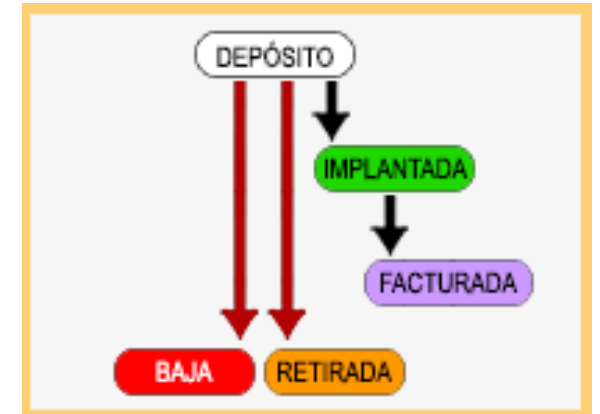 DEPÓSITO
IMPLANTADA
FACTURADA
BAJA
RETIRADA